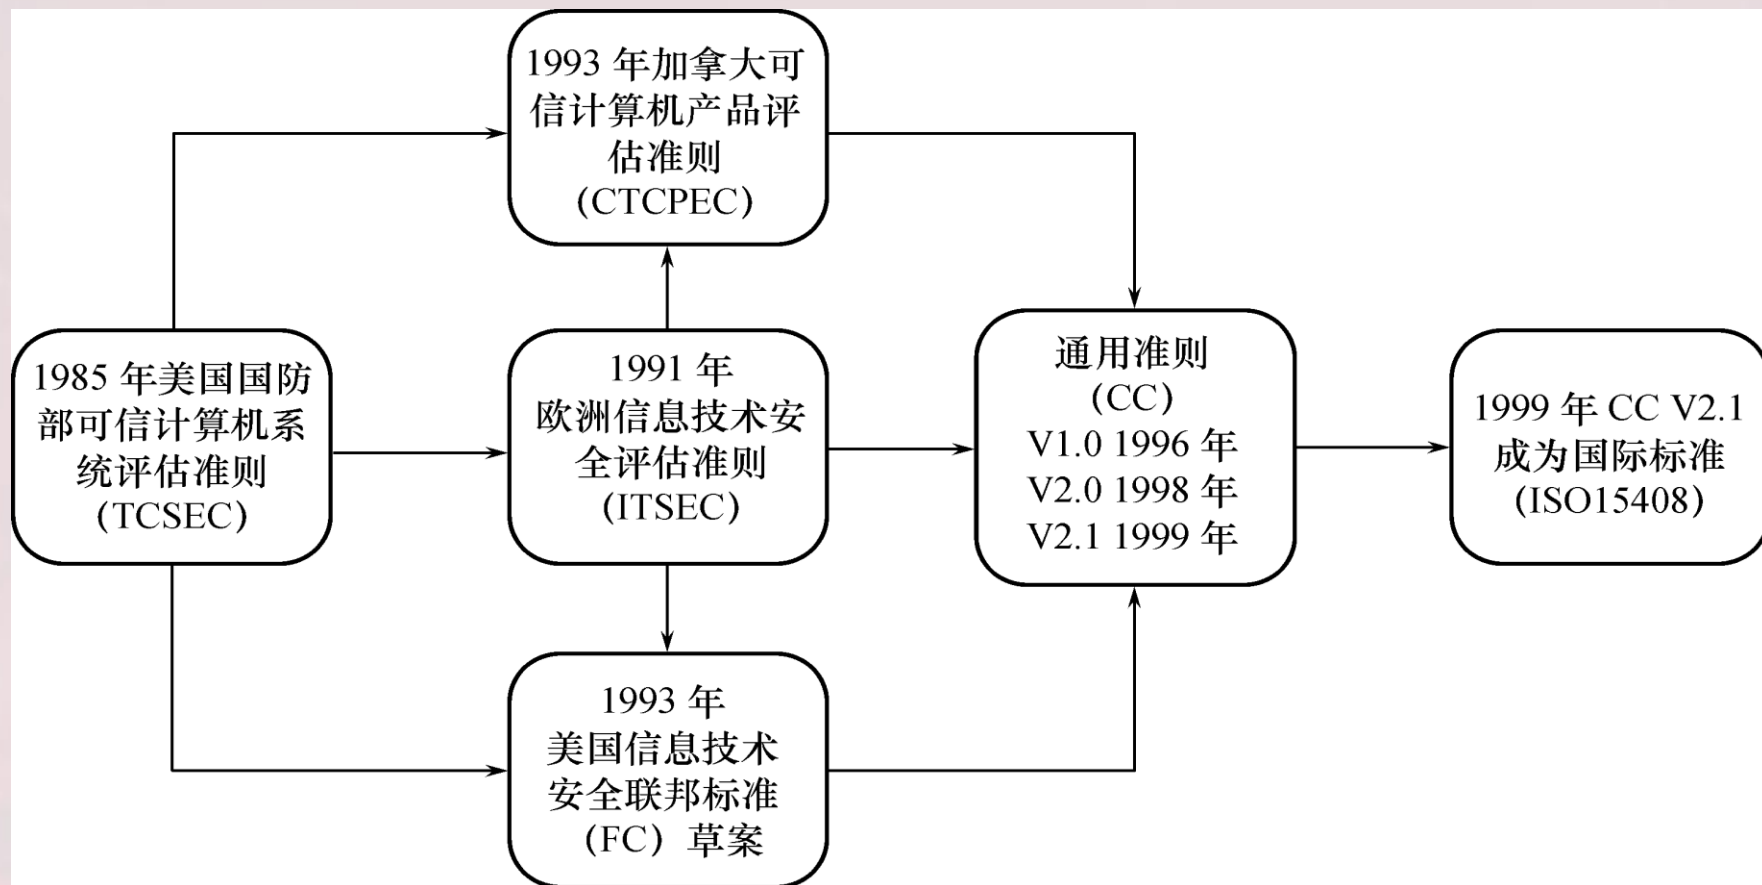 1993 年加拿大可
信计算机产品评
估准则
(CTCPEC)
1985 年美国国防
部可信计算机系
统评估准则
(TCSEC)
1991 年
欧洲信息技术安
全评估准则
(ITSEC)
1993 年
美国信息技术
安全联邦标准
(FC) 草案
通用准则
(CC)
V1.0 1996 年
V2.0 1998 年
V2.1 1999 年
1999 年 CC V2.1
成为国际标准
(ISO15408)